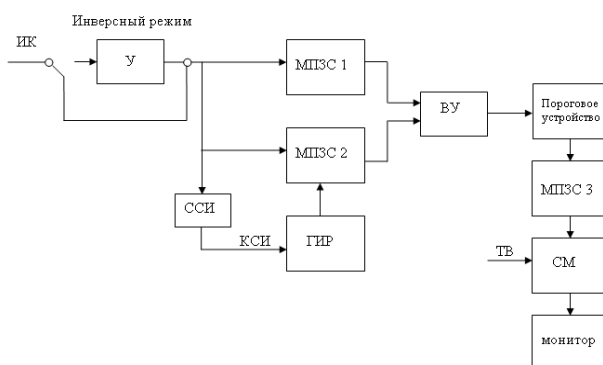 Инверсный режим
ИК
У
МПЗС 1
ВУ
Пороговое
устройство
МПЗС 2
МПЗС 3
ССИ
КСИ
ГИР
ТВ
СМ
монитор